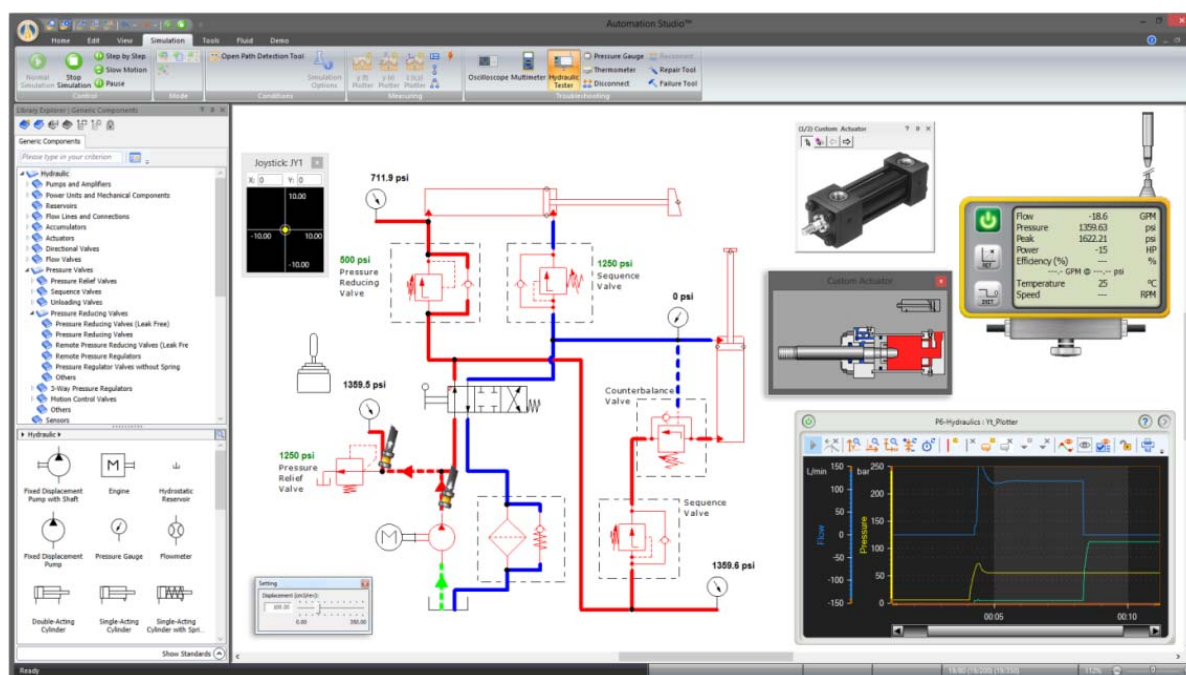 Automation Studio™
Home Edit View Simulation Tools Fluid Demo
Normal Simulation
Stop Simulation
Step by Step
Slow Motion
Pause
Control
Mode
Open Path Detection Tool
Simulation Options
Conditions
y (t) Plotter
y (x) Plotter
Plotter
Measuring
Oscilloscope
Multimeter
Hydraulic Tester
Pressure Gauge
Thermometer
Disconnect
Reconnect
Repair Tool
Failure Tool
Troubleshooting
Library Explorer : Generic Components
Generic Components
Please type in your criterion
Hydraulic
Pumps and Amplifiers
Power Units and Mechanical Components
Reservoirs
Flow Lines and Connections
Accumulators
Actuators
Directional Valves
Flow Valves
Pressure Valves
Pressure Relief Valves
Sequence Valves
Unloading Valves
Pressure Reducing Valves
Pressure Reducing Valves (Leak Free)
Pressure Reducing Valves
Remote Pressure Reducing Valves (Leak Fre
Remote Pressure Regulators
Pressure Regulator Valves without Spring
Others
3-Way Pressure Regulators
Motion Control Valves
Others
Sensors
Hydraulic
Fixed Displacement
Pump with Shaft
M
Engine
Hydrostatic
Reservoir
Fixed Displacement
Pump
Pressure Gauge
Flowmeter
Double-Acting
Cylinder
Single-Acting
Cylinder
Single-Acting
Cylinder with Spri...
Show Standards
Ready
Joystick: JY1
X: 0 Y: 0
10.00
-10.00 10.00
-10.00
711.9 psi
500 psi
Pressure
Reducing
Valve
1250 psi
Sequence
Valve
0 psi
1359.5 psi
Counterbalance
Valve
1250 psi
Pressure
Relief
Valve
M
Sequence
Valve
1359.6 psi
Setting
0.00 350.00
(1/2) Custom Actuator
Custom Actuator
Flow -18.6 GPM
Pressure 1359.63 psi
Peak 1622.21 psi
Power -15 HP
Efficiency (%) --- %
---.- GPM @ ---.-- psi
Temperature 25 ºC
Speed --- RPM
P6-Hydraulics : Yt_Plotter
L/min 150 bar 250
100 200
50 150
0
100
-50
-100 50
-150 0
Flow
Pressure
00:05 00:10
112%